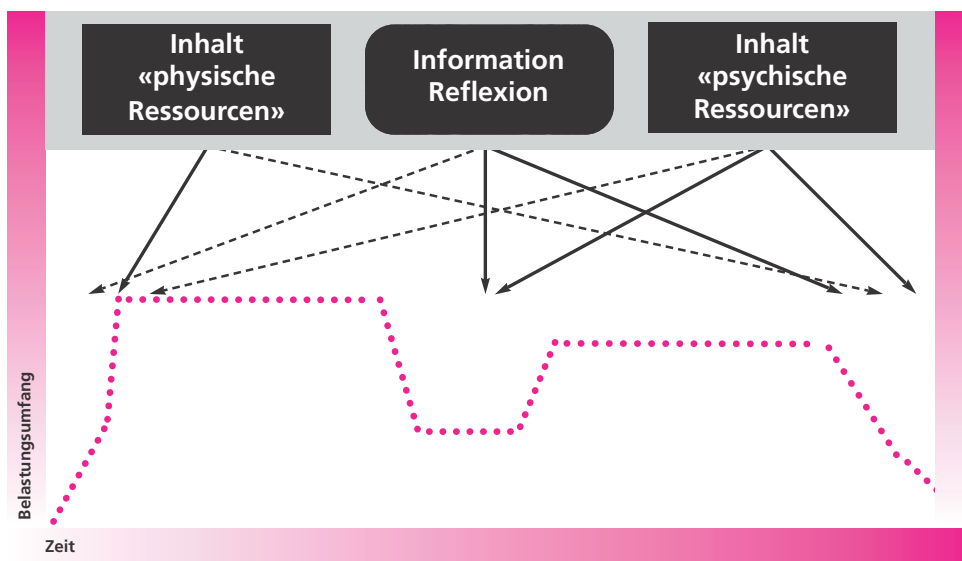 Inhalt
«physische
Ressourcen»
Information
Reflexion
Inhalt
«psychische
Ressourcen»
Belastungsumfang
Zeit